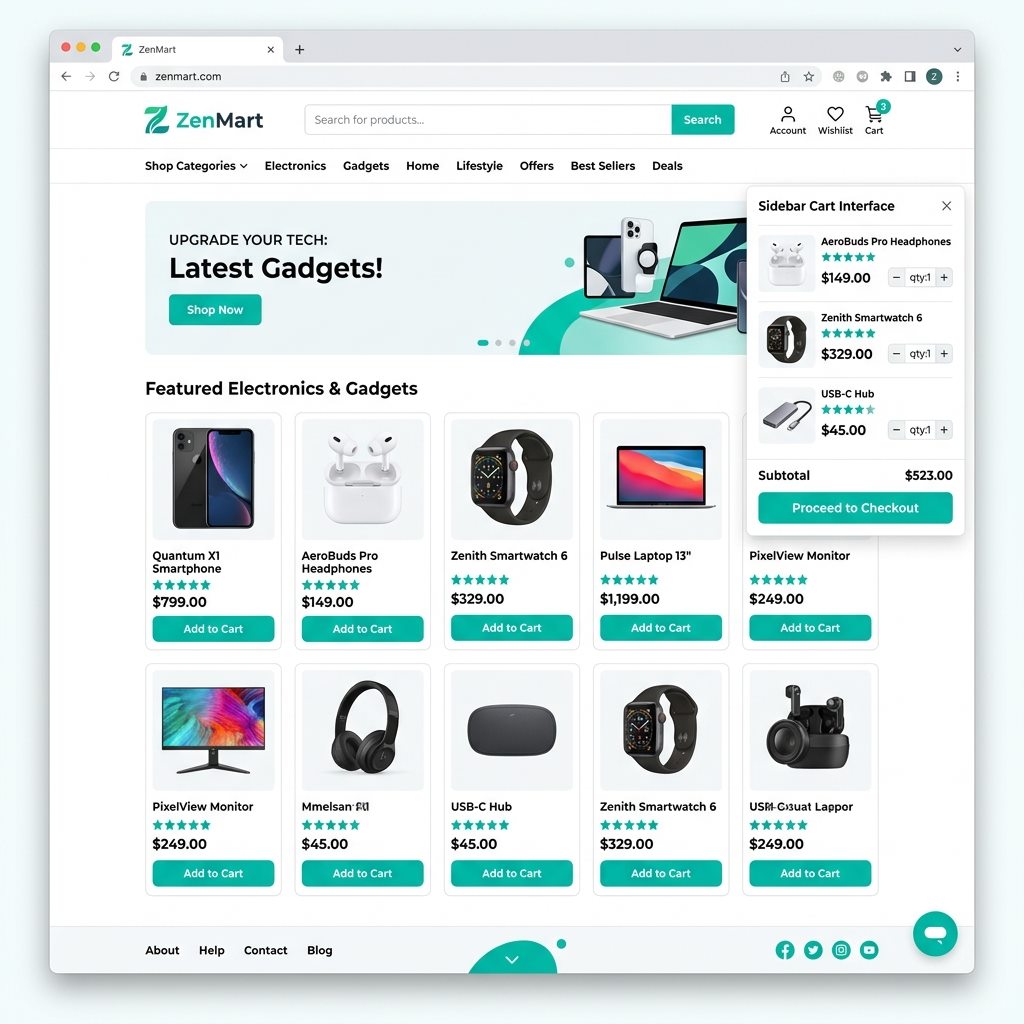 ZenMart
zenmart.com
Z
ZenMart
Search for products...
Search
Account
Wishlist
3
Cart
Shop Categories
Electronics
Gadgets
Home
Lifestyle
Offers
Best Sellers
Deals
UPGRADE YOUR TECH:
Latest Gadgets!
Shop Now
Sidebar Cart Interface
AeroBuds Pro Headphones
$149.00
− qty:1 +
Zenith Smartwatch 6
$329.00
− qty:1 +
USB-C Hub
$45.00
− qty:1 +
Subtotal $523.00
Proceed to Checkout
Featured Electronics & Gadgets
Quantum X1
Smartphone
$799.00
Add to Cart
AeroBuds Pro
Headphones
$149.00
Add to Cart
Zenith Smartwatch 6
$329.00
Add to Cart
Pulse Laptop 13"
$1,199.00
Add to Cart
PixelView Monitor
$249.00
Add to Cart
PixelView Monitor
$249.00
Add to Cart
$45.00
Add to Cart
USB-C Hub
$45.00
Add to Cart
Zenith Smartwatch 6
$329.00
Add to Cart
$249.00
Add to Cart
About
Help
Contact
Blog